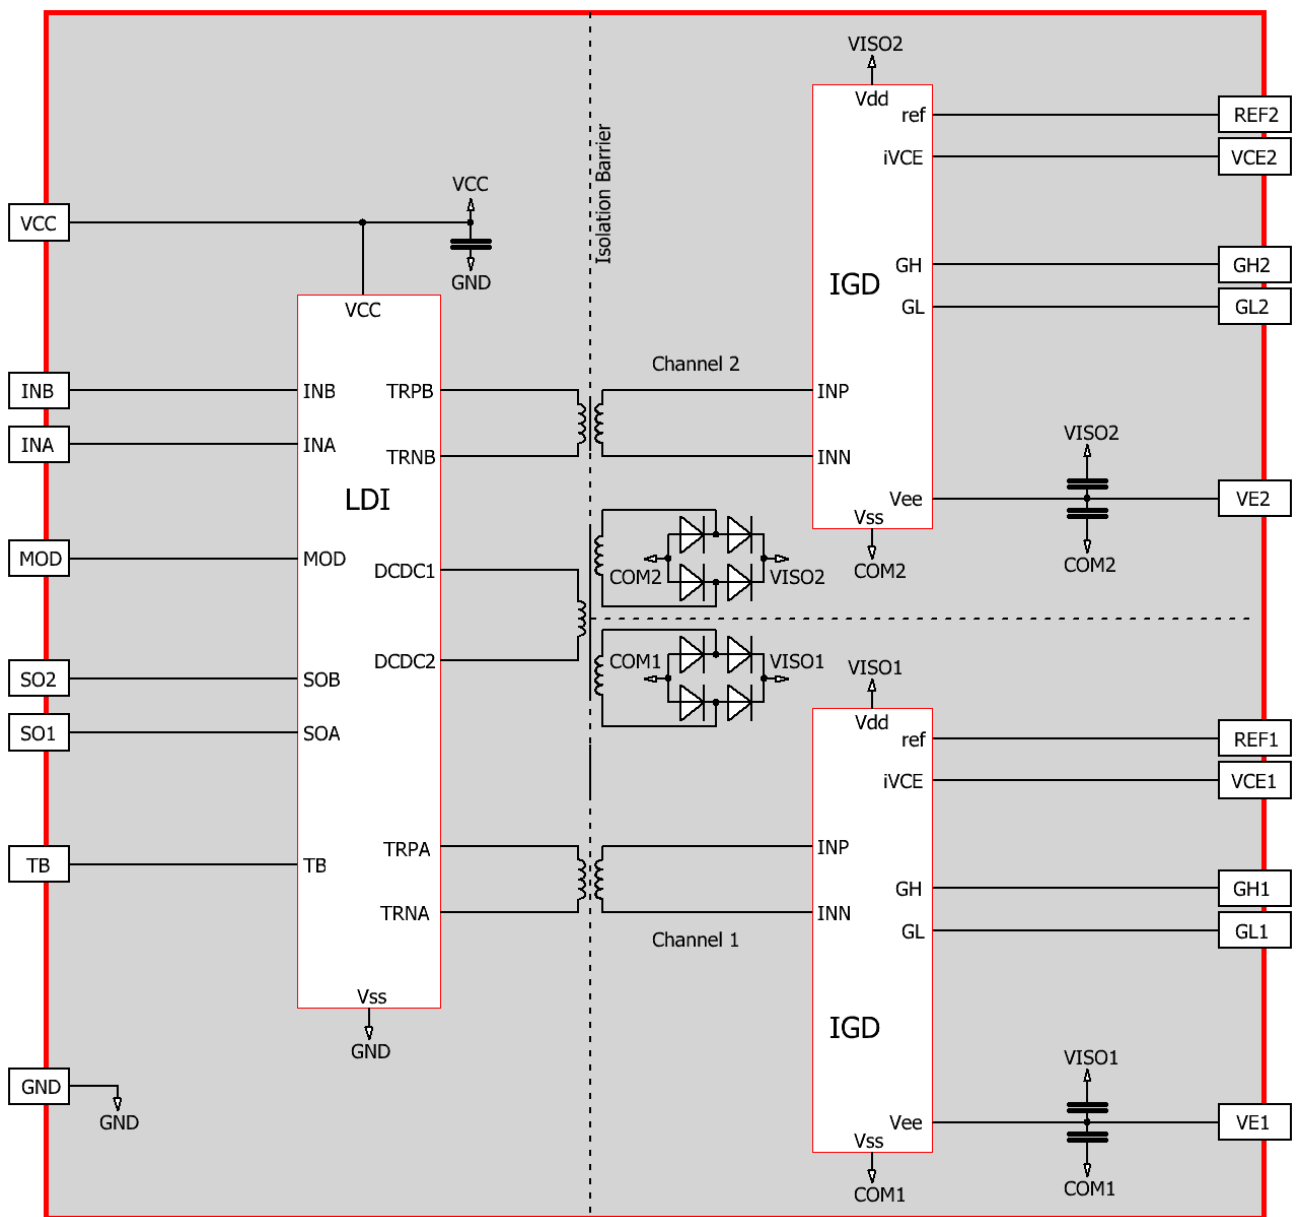 VISO2
Vdd
ref
REF2
iVCE
VCE2
Isolation Barrier
VCC
VCC
GND
VCC
GH
GH2
IGD
GL
GL2
Channel 2
INB
INB
TRPB
INP
INA
INA
TRNB
INN
VISO2
LDI
Vee
VE2
Vss
MOD
MOD
DCDC1
COM2
VISO2
COM2
COM2
SO2
SOB
DCDC2
COM1
VISO1
VISO1
SO1
SOA
Vdd
ref
REF1
iVCE
VCE1
TB
TB
TRPA
INP
GH
GH1
TRNA
INN
GL
GL1
Channel 1
Vss
GND
IGD
GND
GND
VISO1
Vee
VE1
Vss
COM1
COM1